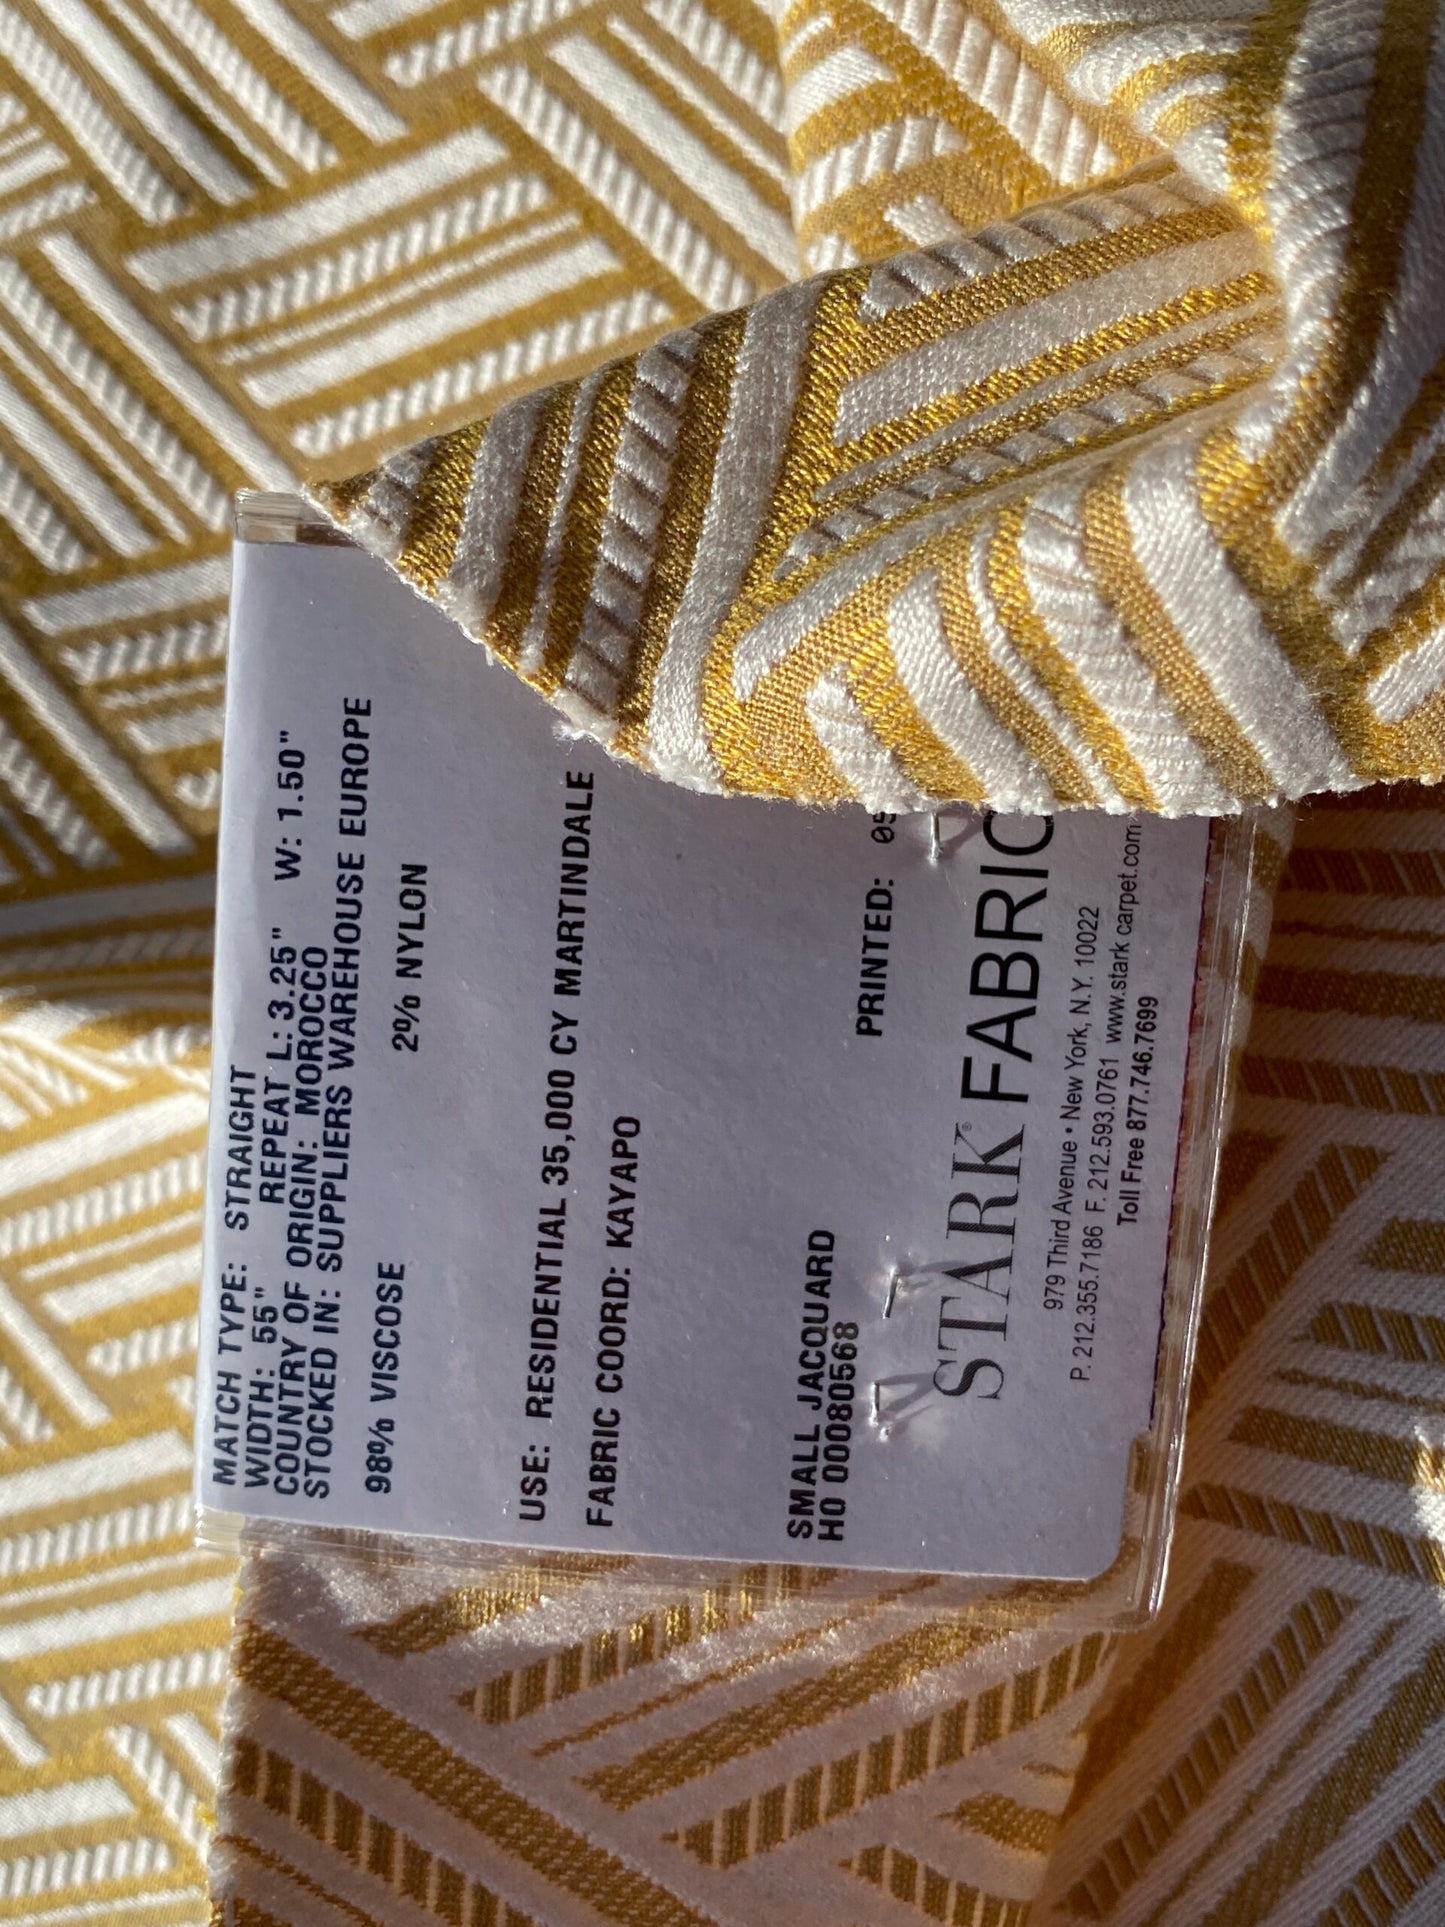 MATCH TYPE: STRAIGHT
WIDTH: 55" REPEAT L: 3.25" W: 1.50"
COUNTRY OF ORIGIN: MOROCCO
STOCKED IN: SUPPLIERS WAREHOUSE EUROPE
98% VISCOSE 2% NYLON
USE: RESIDENTIAL 35,000 CY MARTINDALE
FABRIC COORD: KAYAPO
SMALL JACQUARD
HO 00080568 PRINTED:
STARK® FABRIC
979 Third Avenue • New York, N.Y. 10022
P. 212.355.7186 F. 212.593.0761 www.stark carpet.com
Toll Free 877.746.7699